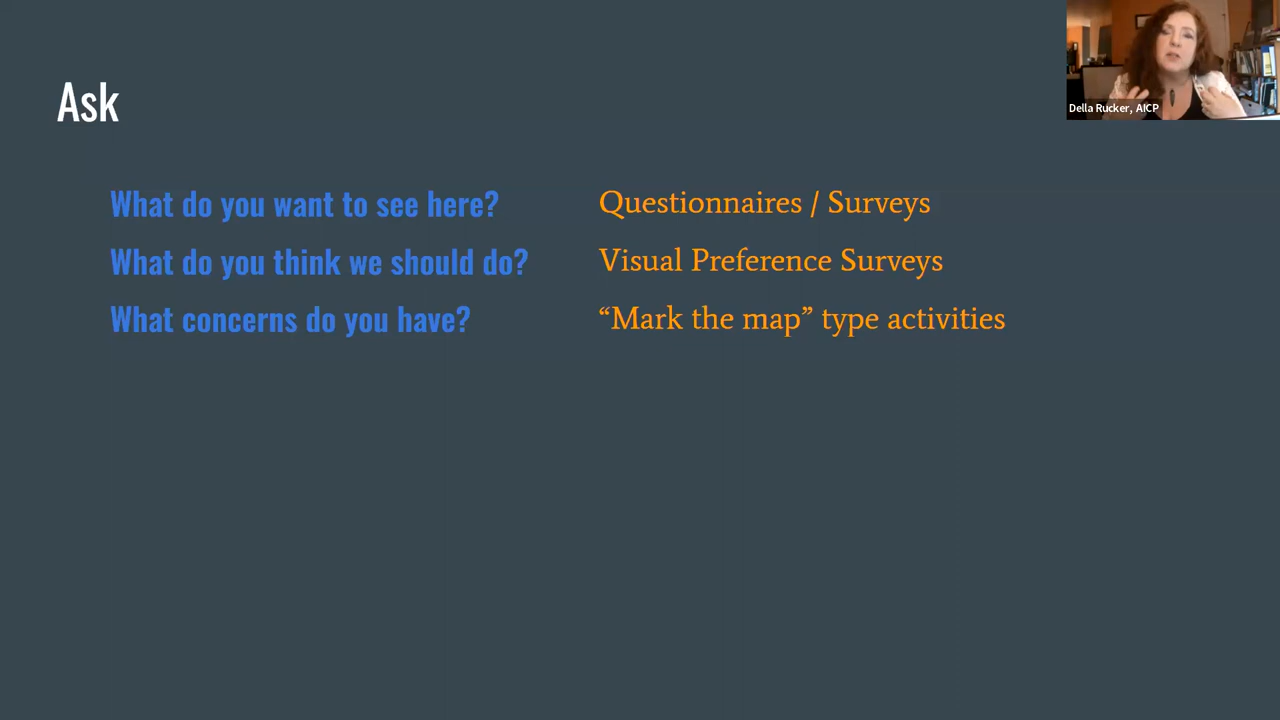 Ask
What do you want to see here?
Questionnaires / Surveys
What do you think we should do?
Visual Preference Surveys
What concerns do you have?
“Mark the map” type activities
Della Rucker, AICP